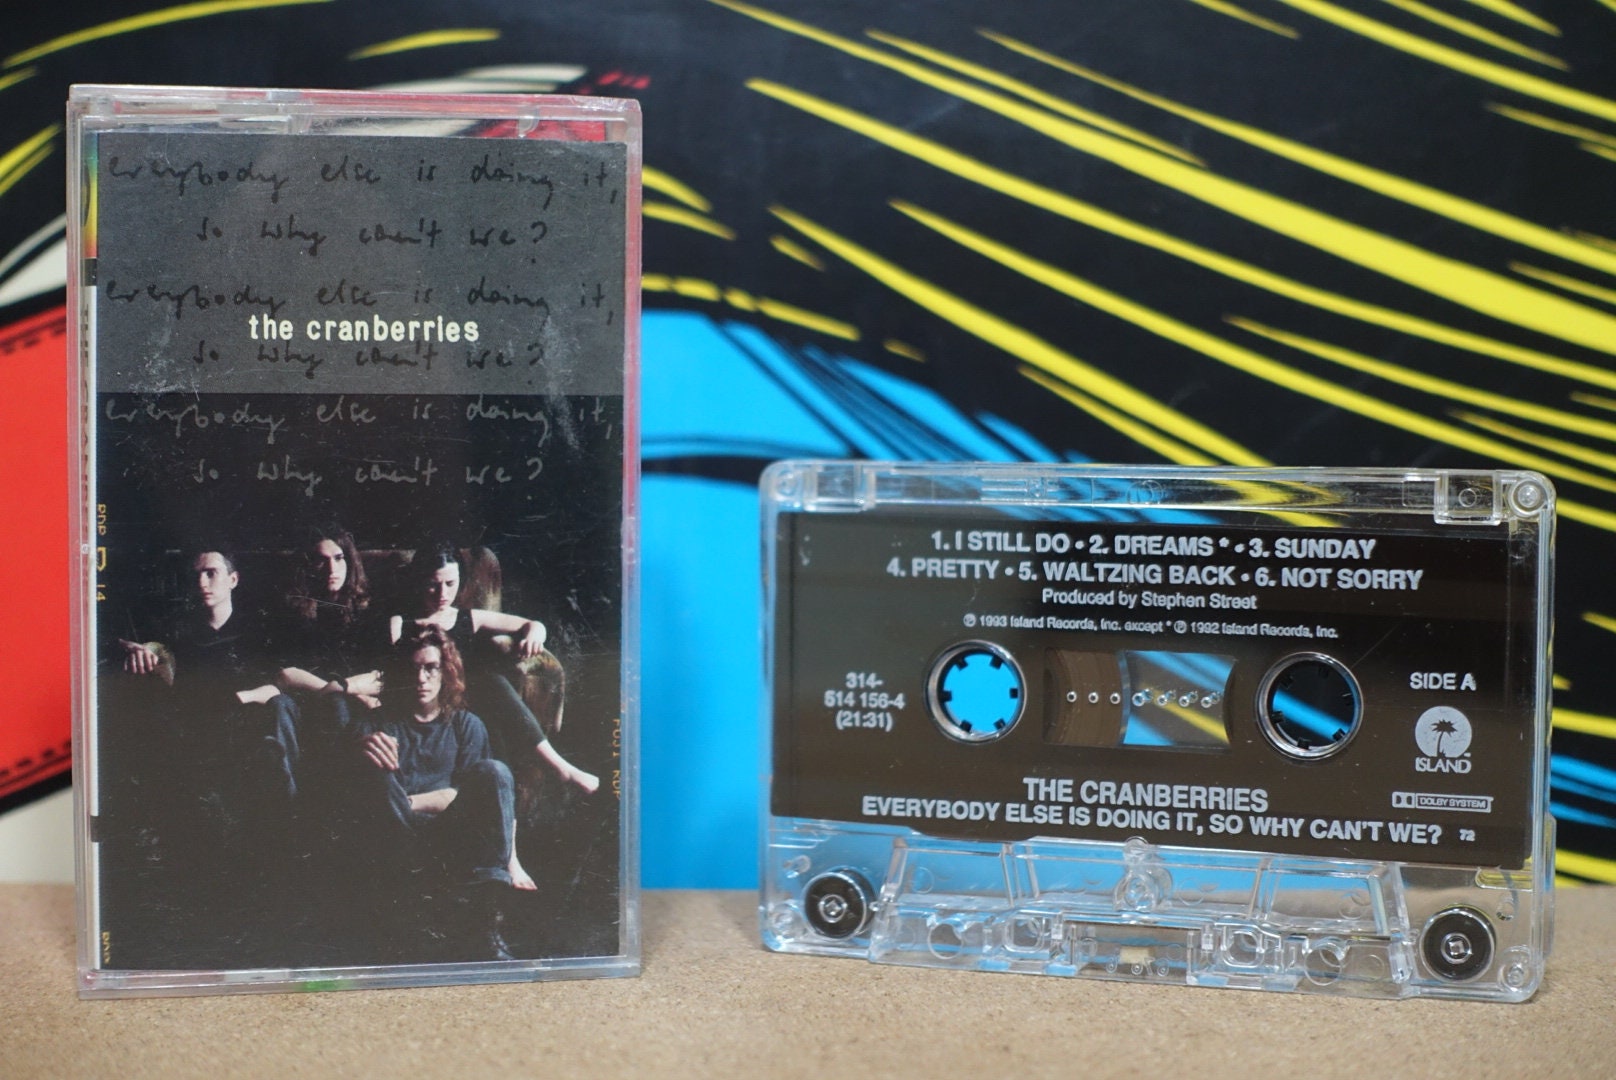 everybody else is doing it,
so why can't we?
everybody else is doing it,
the cranberries
so why can't we?
everybody else is doing it,
so why can't we?
RDP
14
FUJI RDP
1. I STILL DO • 2. DREAMS * • 3. SUNDAY
4. PRETTY • 5. WALTZING BACK • 6. NOT SORRY
Produced by Stephen Street
℗ 1993 Island Records, Inc. except * ℗ 1992 Island Records, Inc.
314-
514 156-4
(21:31)
SIDE A
ISLAND
THE CRANBERRIES
DOLBY SYSTEM
EVERYBODY ELSE IS DOING IT, SO WHY CAN'T WE? 72